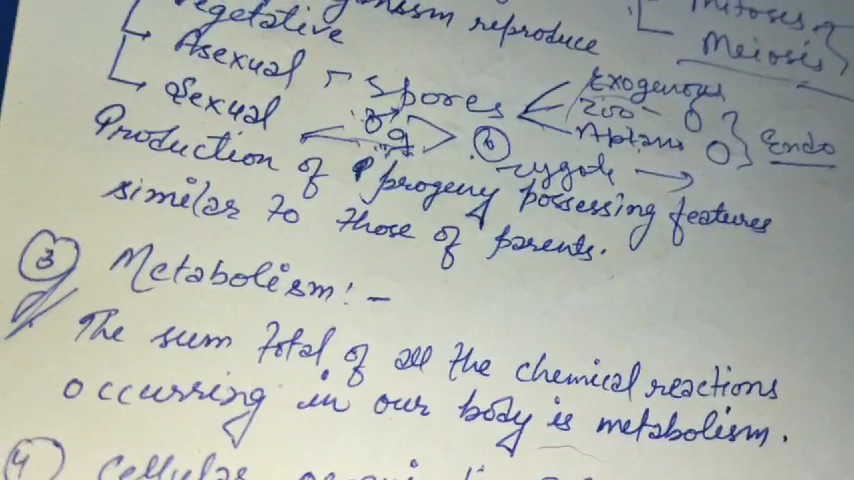 organism reproduce
Mitosis
Meiosis
Vegetative
Asexual
Spores
Exogenous
Zoo-
Aplano
Endo
Sexual
zygote
Production of progeny possessing features
similar to those of parents.
3 Metabolism:-
The sum total of all the chemical reactions
occurring in our body is metabolism.
4 Cellular